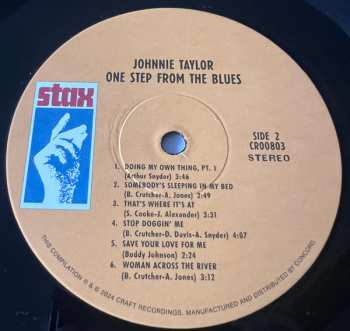 JOHNNIE TAYLOR
ONE STEP FROM THE BLUES
stax
SIDE 2
CR00803
STEREO
1. DOING MY OWN THING, PT. 1
(Arthur Snyder) 3:46
2. SOMEBODY'S SLEEPING IN MY BED
(B. Crutcher-A. Jones) 2:49
3. THAT'S WHERE IT'S AT
(S. Cooke-J. Alexander) 3:31
4. STOP DOGGIN' ME
(B. Crutcher-D. Davis-A. Snyder) 4:07
5. SAVE YOUR LOVE FOR ME
(Buddy Johnson) 2:24
6. WOMAN ACROSS THE RIVER
(B. Crutcher-A. Jones) 3:12
THIS COMPILATION ℗ & © 2024 CRAFT RECORDINGS. MANUFACTURED AND DISTRIBUTED BY CONCORD.